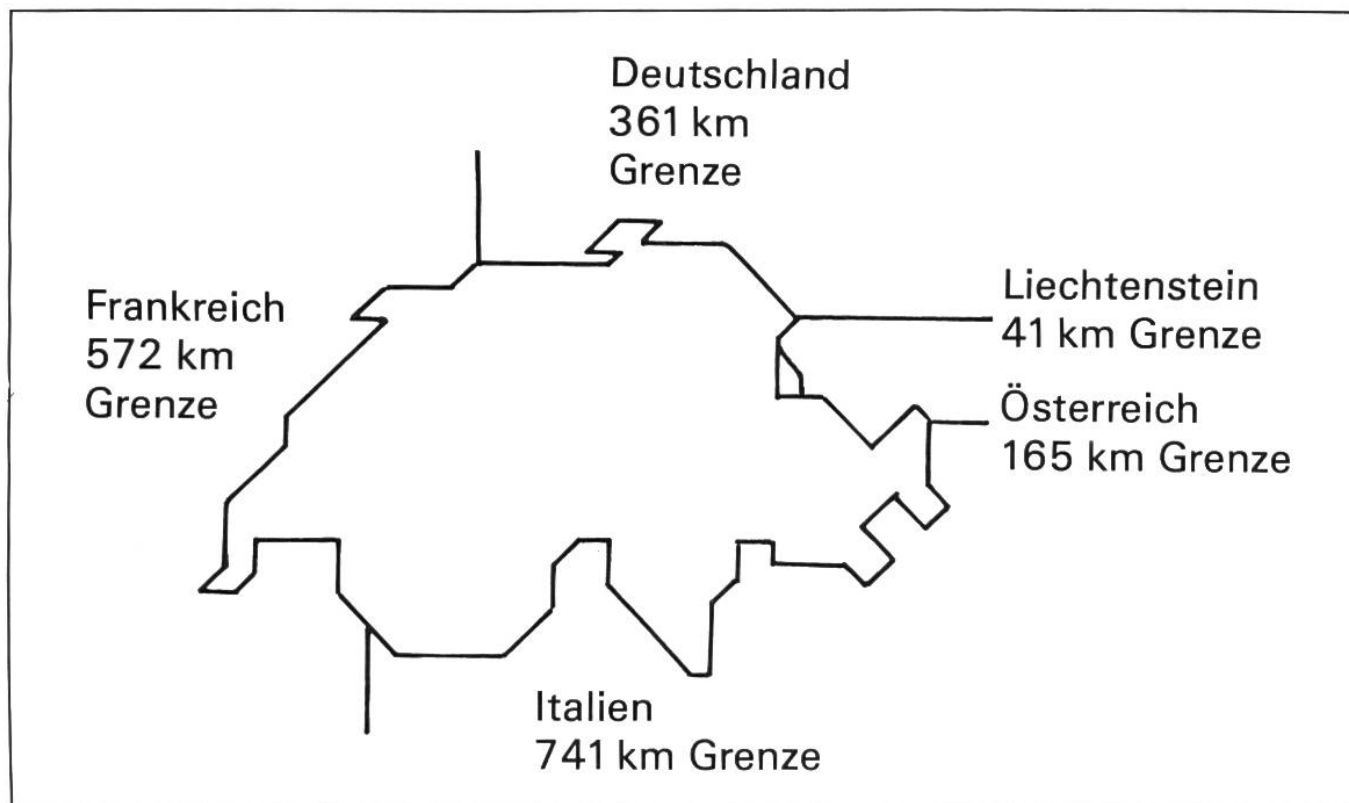 Deutschland
361 km
Grenze
Frankreich
572 km
Grenze
Liechtenstein
41 km Grenze
Österreich
165 km Grenze
Italien
741 km Grenze